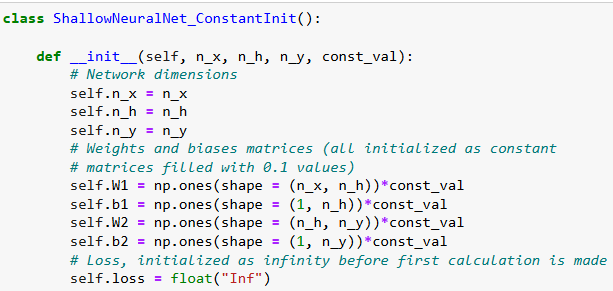 class ShallowNeuralNet_ConstantInit():
def __init__(self, n_x, n_h, n_y, const_val):
# Network dimensions
self.n_x = n_x
self.n_h = n_h
self.n_y = n_y
# Weights and biases matrices (all initialized as constant
# matrices filled with 0.1 values)
self.W1 = np.ones(shape = (n_x, n_h))*const_val
self.b1 = np.ones(shape = (1, n_h))*const_val
self.W2 = np.ones(shape = (n_h, n_y))*const_val
self.b2 = np.ones(shape = (1, n_y))*const_val
# Loss, initialized as infinity before first calculation is made
self.loss = float("Inf")